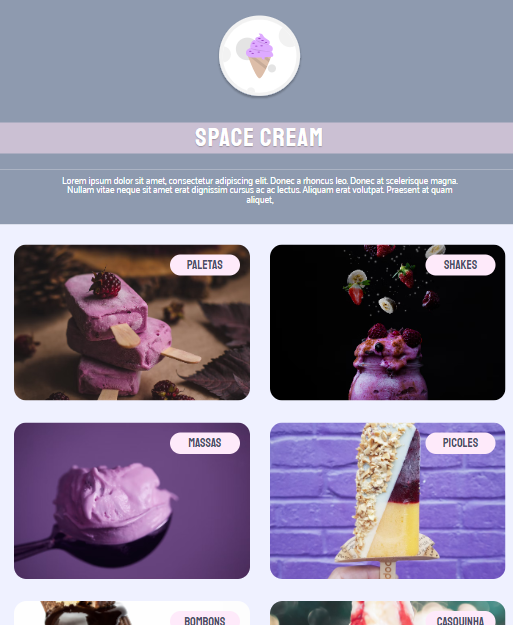 SPACE CREAM
Lorem ipsum dolor sit amet, consectetur adipiscing elit. Donec a rhoncus leo. Donec at scelerisque magna.
Nullam vitae neque sit amet erat dignissim cursus ac ac lectus. Aliquam erat volutpat. Praesent at quam
aliquet,
PALETAS
SHAKES
MASSAS
PICOLES
BOMBONS
CASQUINHA